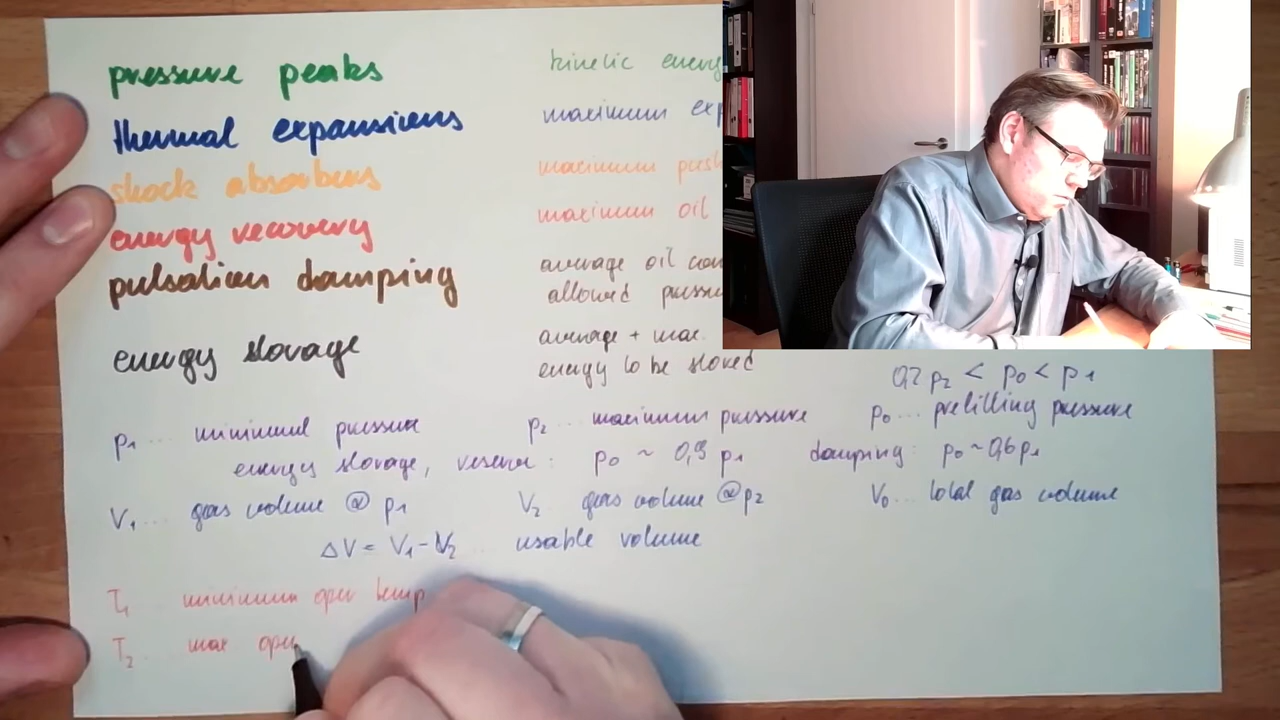 pressure peaks kinetic energ
thermal expansions maximum exp
shock absorbers maximum
energy recovery maximum oil
pulsation damping average oil
allowed pressu
average + max.
energy storage energy to be stored
0,2 p2 < p0 < p1
p1 ... minimum pressure p2 ... maximum pressure p0 ... prefilling pressure
energy storage, reserve: p0 ~ 0,9 p1 damping: p0 ~ 0,6 p1
V1 ... gas volume @ p1 V2 gas volume @ p2 V0 ... total gas volume
ΔV = V1 - V2 ... usable volume
T1 minimum oper temp
T2 ... max oper